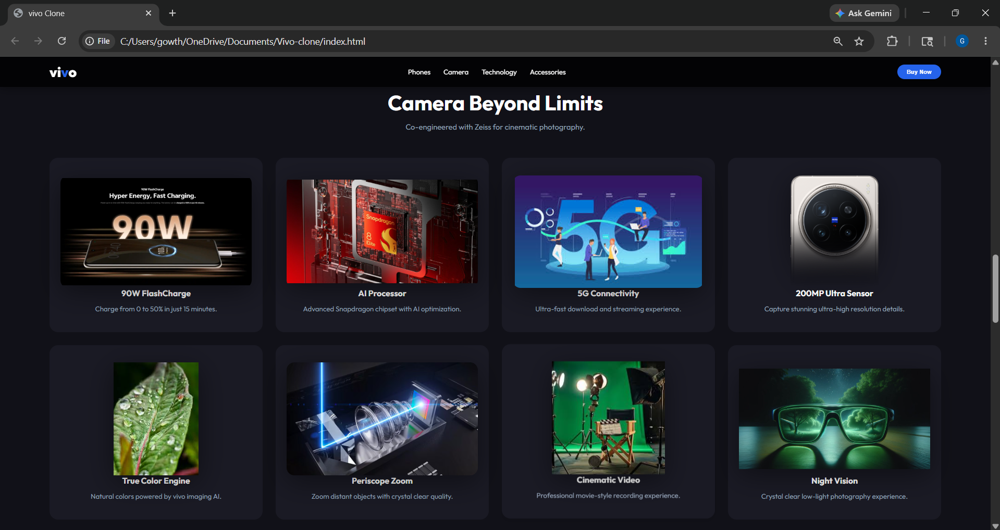 vivo Clone
Ask Gemini
File
C:/Users/gowth/OneDrive/Documents/Vivo-clone/index.html
G
vivo
Phones
Camera
Technology
Accessories
Buy Now
Camera Beyond Limits
Co-engineered with Zeiss for cinematic photography.
90W FlashCharge
Hyper Energy, Fast Charging.
90W
90W FlashCharge
Charge from 0 to 50% in just 15 minutes.
Snapdragon
8
Elite
AI Processor
Advanced Snapdragon chipset with AI optimization.
5G
5G Connectivity
Ultra-fast download and streaming experience.
200MP Ultra Sensor
Capture stunning ultra-high resolution details.
True Color Engine
Natural colors powered by vivo imaging AI.
Periscope Zoom
Zoom distant objects with crystal clear quality.
Cinematic Video
Professional movie-style recording experience.
Night Vision
Crystal clear low-light photography experience.